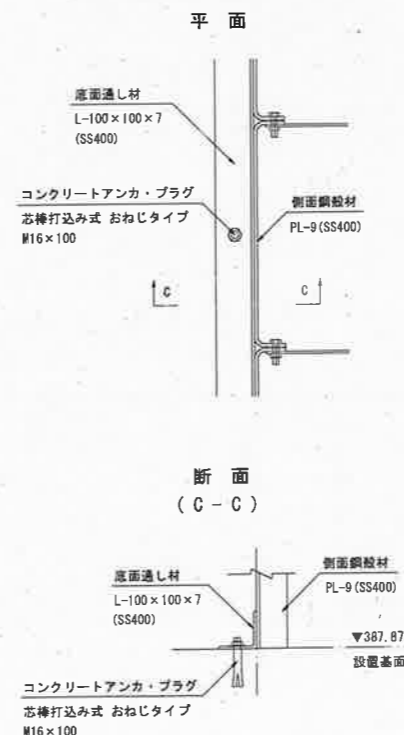 平 面
底面通し材
L-100×100×7
(SS400)
コンクリートアンカ・プラグ
芯棒打込み式 おねじタイプ
M16×100
側面鋼殻材
PL-9(SS400)
C
C
断 面
( C - C )
底面通し材
L-100×100×7
(SS400)
側面鋼殻材
PL-9(SS400)
▼387.87
設置基面
コンクリートアンカ・プラグ
芯棒打込み式 おねじタイプ
M16×100